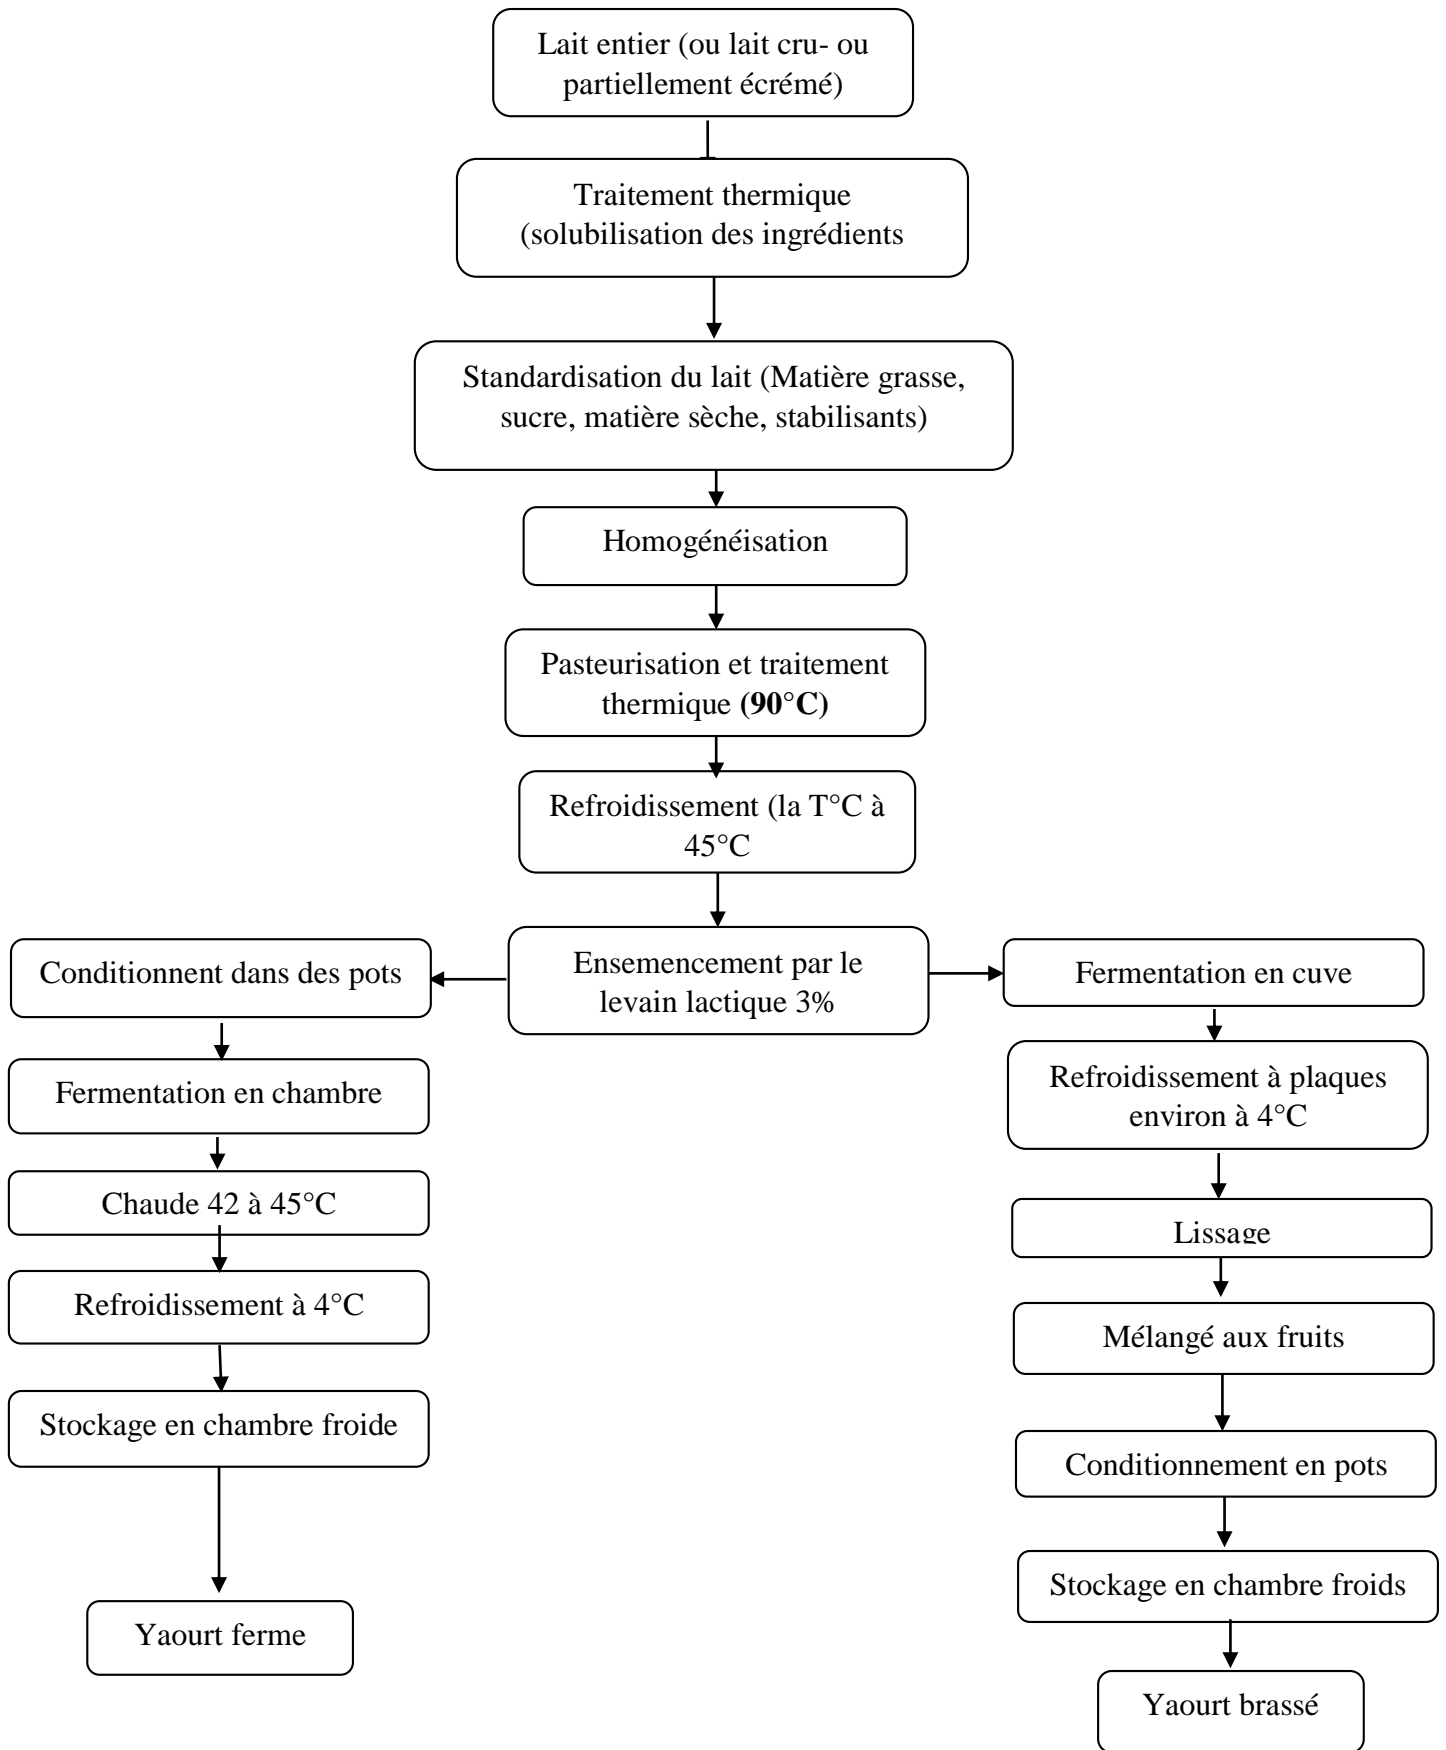 Lait entier (ou lait cru- ou
partiellement écrémé)
Traitement thermique
(solubilisation des ingrédients
Standardisation du lait (Matière grasse,
sucre, matière sèche, stabilisants)
Homogénéisation
Pasteurisation et traitement
thermique (90°C)
Refroidissement (la T°C à
45°C
Ensemencement par le
levain lactique 3%
Conditionnent dans des pots
Fermentation en chambre
Chaude 42 à 45°C
Refroidissement à 4°C
Stockage en chambre froide
Yaourt ferme
Fermentation en cuve
Refroidissement à plaques
environ à 4°C
Lissage
Mélangé aux fruits
Conditionnement en pots
Stockage en chambre froids
Yaourt brassé